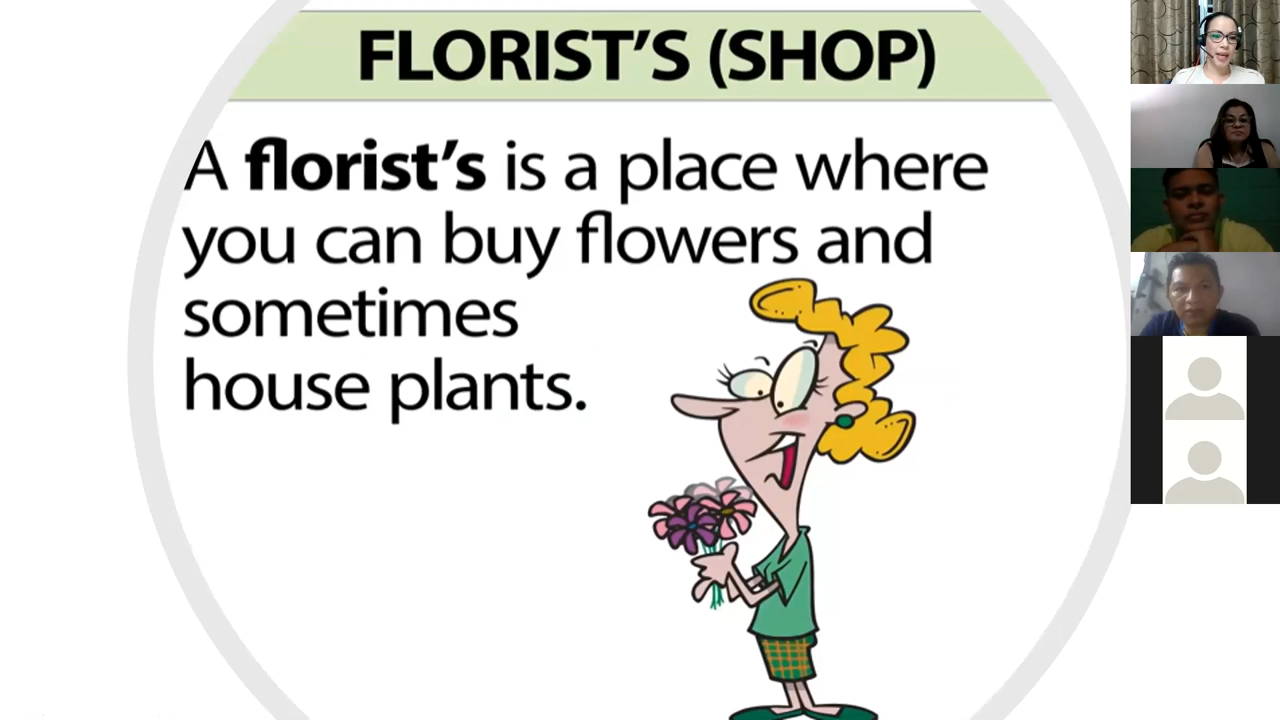 FLORIST'S (SHOP)
A florist's is a place where
you can buy flowers and
sometimes
house plants.